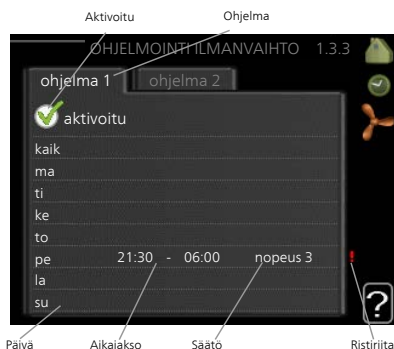 Aktivoitu Ohjelma
OHJELMOINTI ILMANVAIHTO 1.3.3
ohjelma 1 ohjelma 2
aktivoitu
kaik
ma
ti
ke
to
pe 21:30 - 06:00 nopeus 3 !
la
su ?
Päivä Aikajakso Säätö Ristiriita